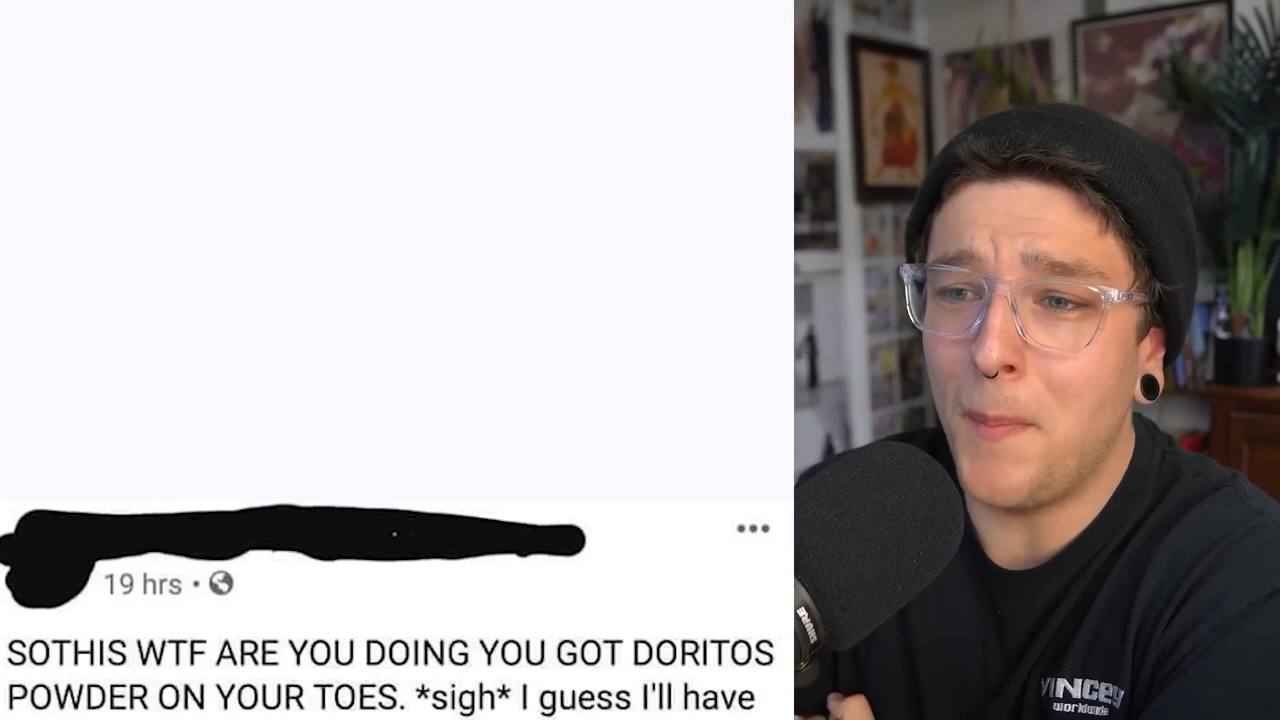 19 hrs •
SOTHIS WTF ARE YOU DOING YOU GOT DORITOS
POWDER ON YOUR TOES. *sigh* I guess I'll have
SHURE
VINCEY
worldwide